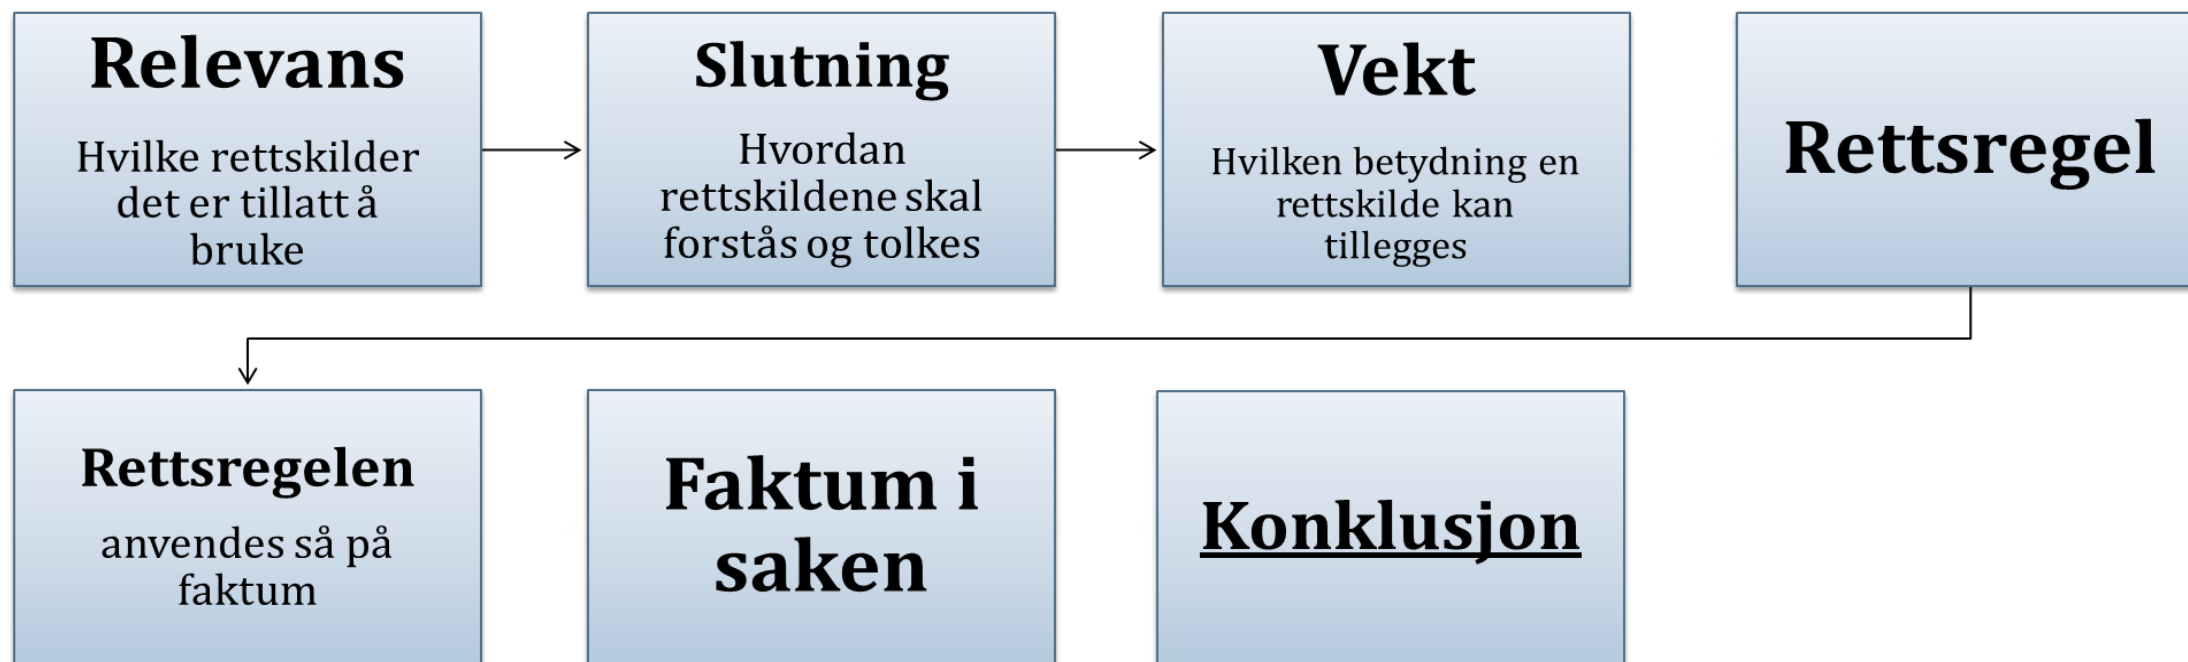 Relevans
Hvilke rettskilder
det er tillatt å
bruke
Slutning
Hvordan
rettskildene skal
forstås og tolkes
Vekt
Hvilken betydning en
rettskilde kan
tillegges
Rettsregel
Rettsregelen
anvendes så på
faktum
Faktum i
saken
Konklusjon